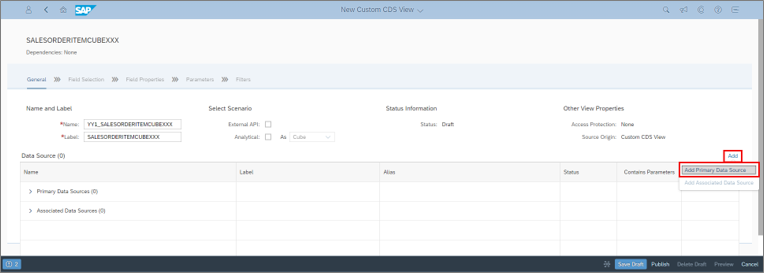 SAP
New Custom CDS View
SALESORDERITEMCUBEXXX
Dependencies: None
General
Field Selection
Field Properties
Parameters
Filters
Name and Label
Select Scenario
Status Information
Other View Properties
*Name: YY1_SALESORDERITEMCUBEXXX
External API:
Status: Draft
Access Protection: None
*Label: SALESORDERITEMCUBEXXX
Analytical: As Cube
Source Origin: Custom CDS View
Data Source (0)
Add
Name
Label
Alias
Status
Contains Parameters
Add Primary Data Source
Add Associated Data Source
Primary Data Sources (0)
Associated Data Sources (0)
2
Save Draft
Publish
Delete Draft
Preview
Cancel